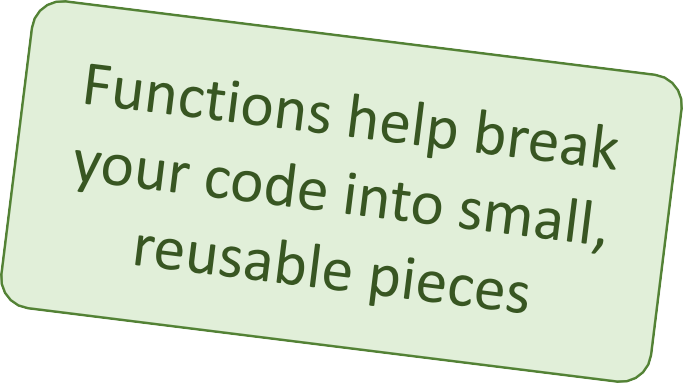 Functions help break
your code into small,
reusable pieces